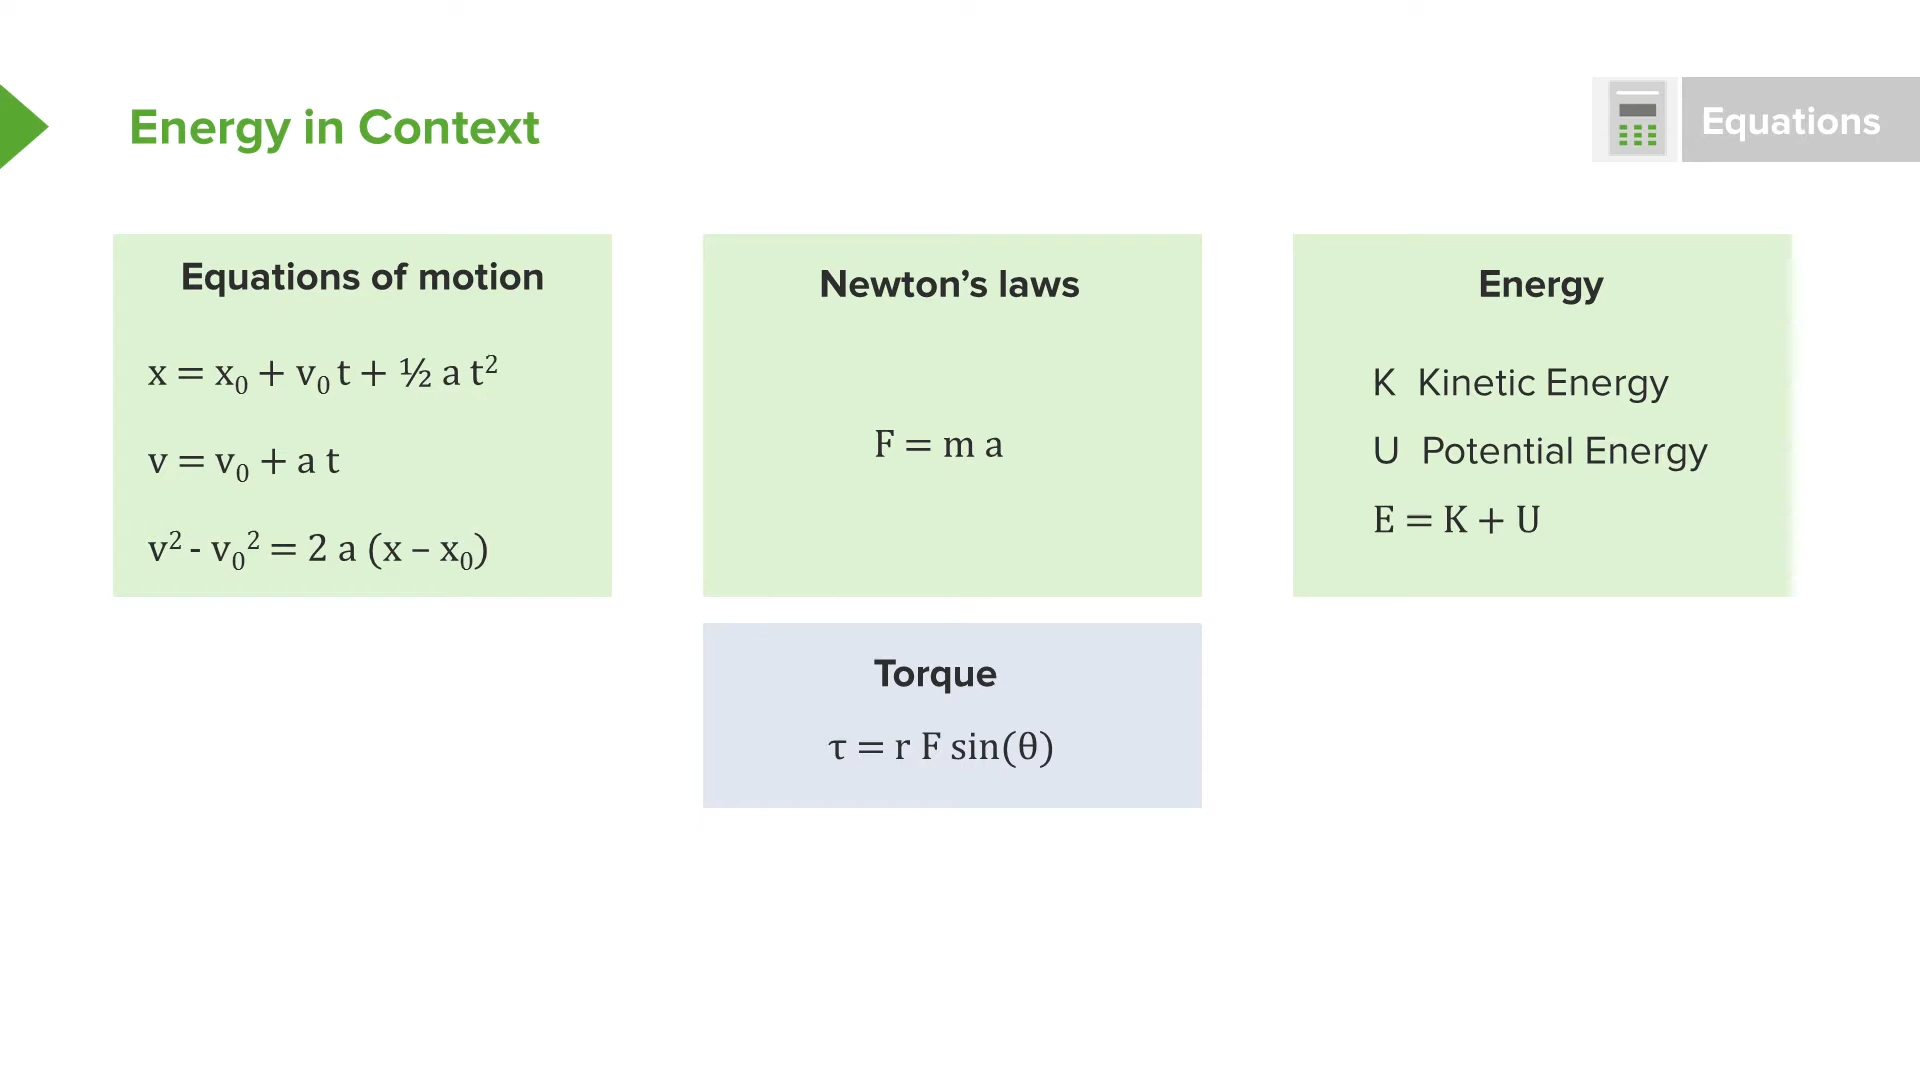 Energy in Context
Equations
Equations of motion
x = x₀ + v₀ t + ½ a t²
v = v₀ + a t
v² - v₀² = 2 a (x – x₀)
Newton’s laws
F = m a
Energy
K Kinetic Energy
U Potential Energy
E = K + U
Torque
τ = r F sin(θ)